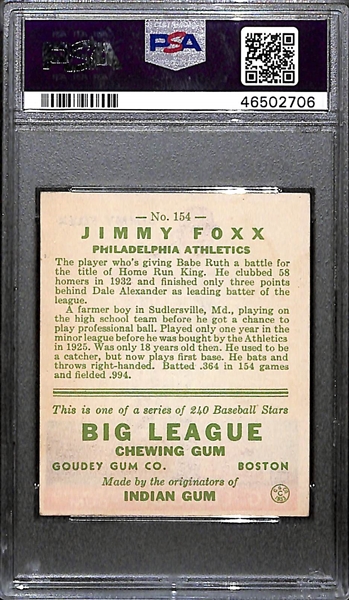 PSA
PSA
46502706
— No. 154 —
JIMMY FOXX
PHILADELPHIA ATHLETICS
The player who's giving Babe Ruth a battle for
the title of Home Run King. He clubbed 58
homers in 1932 and finished only three points
behind Dale Alexander as leading batter of the
league.
A farmer boy in Sudlersville, Md., playing on
the high school team before he got a chance to
play professional ball. Played only one year in the
minor league before he was bought by the Athletics
in 1925. Was only 18 years old then. He used to be
a catcher, but now plays first base. He bats and
throws right-handed. Batted .364 in 154 games
and fielded .994.
This is one of a series of 240 Baseball Stars
BIG LEAGUE
CHEWING GUM
GOUDEY GUM CO. BOSTON
Made by the originators of
INDIAN GUM